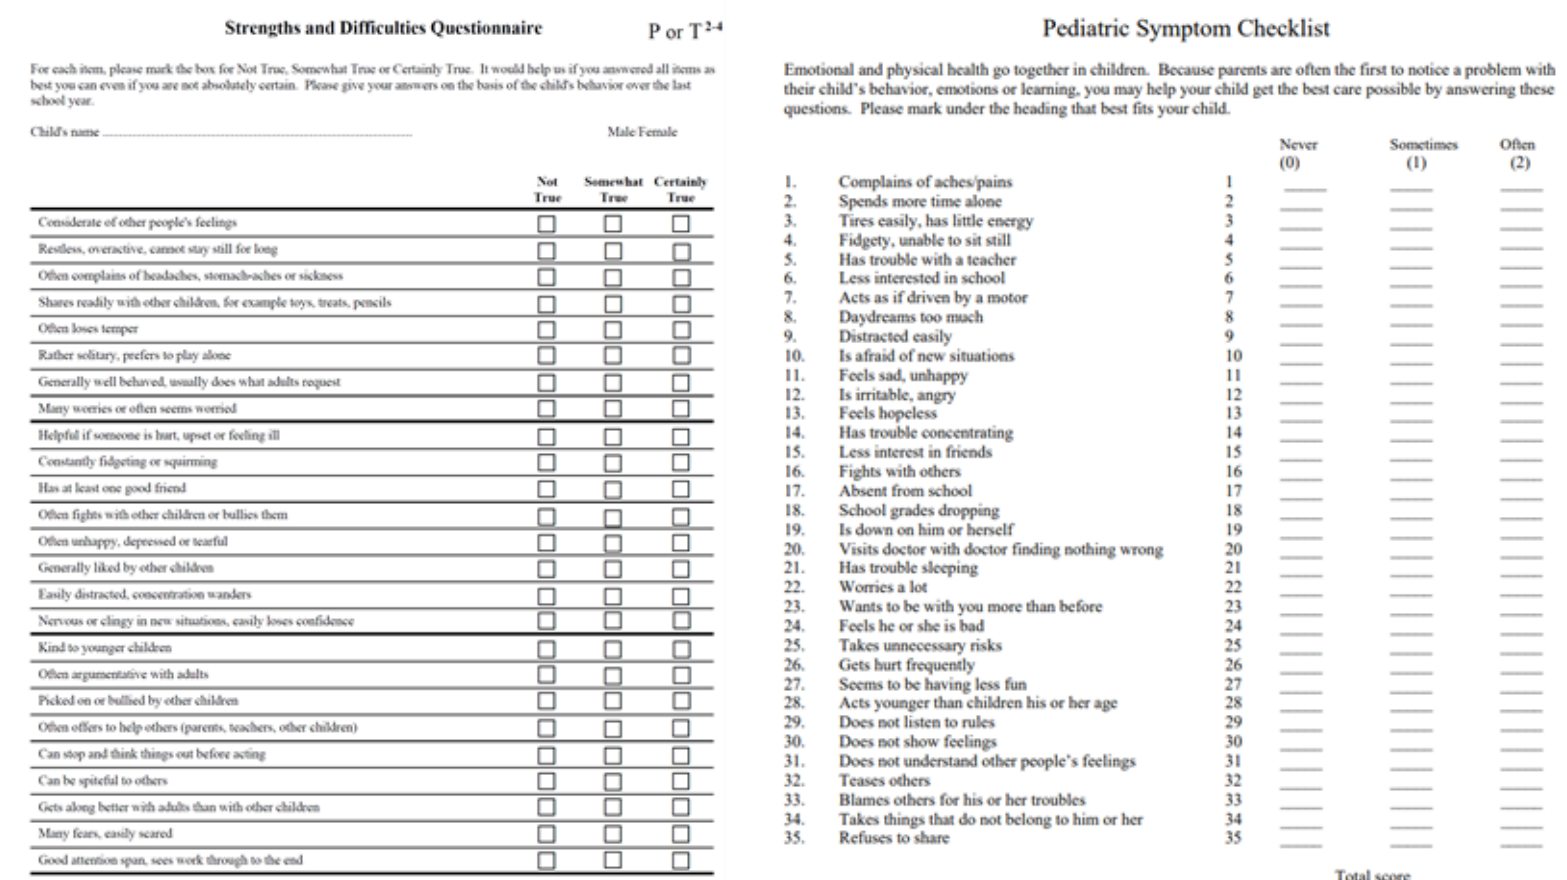 Strengths and Difficulties Questionnaire
P or T 2-4
For each item, please mark the box for Not True, Somewhat True or Certainly True. It would help us if you answered all items as
best you can even if you are not absolutely certain. Please give your answers on the basis of the child's behavior over the last
school year.
Child's name ..........................................................................................
Male Female
Not True
Somewhat True
Certainly True
Considerate of other people's feelings
Restless, overactive, cannot stay still for long
Often complains of headaches, stomach-aches or sickness
Shares readily with other children, for example toys, treats, pencils
Often loses temper
Rather solitary, prefers to play alone
Generally well behaved, usually does what adults request
Many worries or often seems worried
Helpful if someone is hurt, upset or feeling ill
Constantly fidgeting or squirming
Has at least one good friend
Often fights with other children or bullies them
Often unhappy, depressed or tearful
Generally liked by other children
Easily distracted, concentration wanders
Nervous or clingy in new situations, easily loses confidence
Kind to younger children
Often argumentative with adults
Picked on or bullied by other children
Often offers to help others (parents, teachers, other children)
Can stop and think things out before acting
Can be spiteful to others
Gets along better with adults than with other children
Many fears, easily scared
Good attention span, sees work through to the end
Pediatric Symptom Checklist
Emotional and physical health go together in children. Because parents are often the first to notice a problem with
their child's behavior, emotions or learning, you may help your child get the best care possible by answering these
questions. Please mark under the heading that best fits your child.
Never Sometimes Often
(0) (1) (2)
1. Complains of aches/pains 1
2. Spends more time alone 2
3. Tires easily, has little energy 3
4. Fidgety, unable to sit still 4
5. Has trouble with a teacher 5
6. Less interested in school 6
7. Acts as if driven by a motor 7
8. Daydreams too much 8
9. Distracted easily 9
10. Is afraid of new situations 10
11. Feels sad, unhappy 11
12. Is irritable, angry 12
13. Feels hopeless 13
14. Has trouble concentrating 14
15. Less interest in friends 15
16. Fights with others 16
17. Absent from school 17
18. School grades dropping 18
19. Is down on him or herself 19
20. Visits doctor with doctor finding nothing wrong 20
21. Has trouble sleeping 21
22. Worries a lot 22
23. Wants to be with you more than before 23
24. Feels he or she is bad 24
25. Takes unnecessary risks 25
26. Gets hurt frequently 26
27. Seems to be having less fun 27
28. Acts younger than children his or her age 28
29. Does not listen to rules 29
30. Does not show feelings 30
31. Does not understand other people's feelings 31
32. Teases others 32
33. Blames others for his or her troubles 33
34. Takes things that do not belong to him or her 34
35. Refuses to share 35
Total score